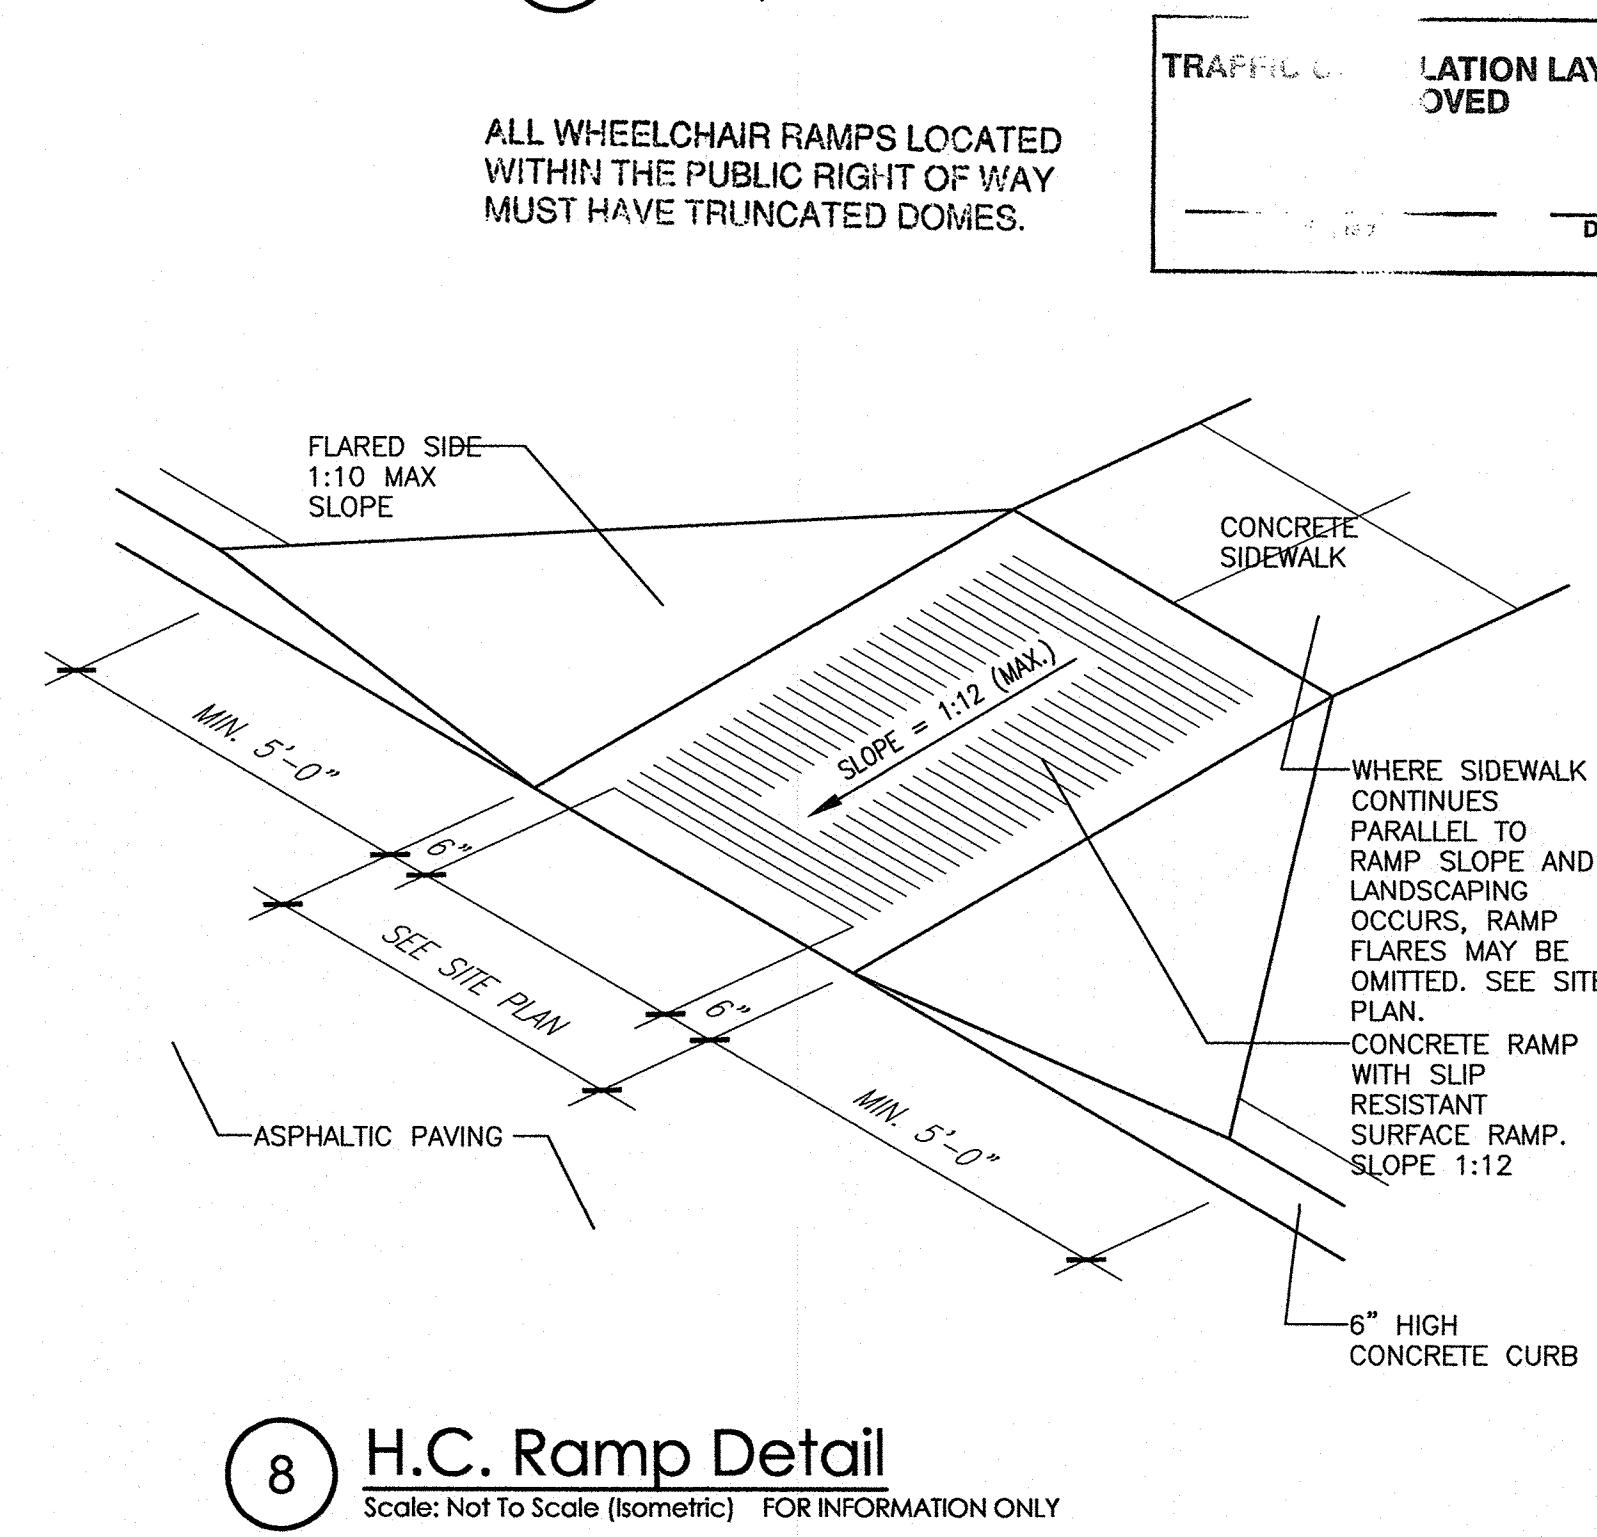 ALL WHEELCHAIR RAMPS LOCATED
WITHIN THE PUBLIC RIGHT OF WAY
MUST HAVE TRUNCATED DOMES.
TRAFFIC
LATION LAY
OVED
D
FLARED SIDE
1:10 MAX
SLOPE
CONCRETE
SIDEWALK
SLOPE = 1:12 (MAX.)
MIN. 5'-0"
6"
SEE SITE PLAN
6"
MIN. 5'-0"
ASPHALTIC PAVING
WHERE SIDEWALK
CONTINUES
PARALLEL TO
RAMP SLOPE AND
LANDSCAPING
OCCURS, RAMP
FLARES MAY BE
OMITTED. SEE SITE
PLAN.
CONCRETE RAMP
WITH SLIP
RESISTANT
SURFACE RAMP.
SLOPE 1:12
6" HIGH
CONCRETE CURB
8
H.C. Ramp Detail
Scale: Not To Scale (Isometric) FOR INFORMATION ONLY